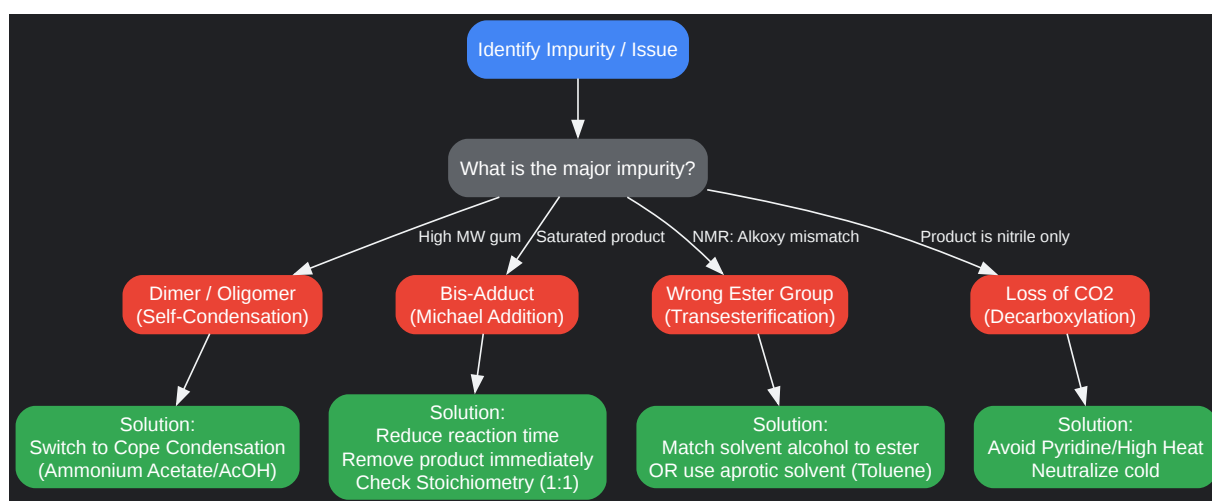 Identify Impurity / Issue
What is the major impurity?
High MW gum
Saturated product
NMR: Alkoxy mismatch
Product is nitrile only
Dimer / Oligomer
(Self-Condensation)
Bis-Adduct
(Michael Addition)
Wrong Ester Group
(Transesterification)
Loss of CO2
(Decarboxylation)
Solution:
Switch to Cope Condensation
(Ammonium Acetate/AcOH)
Solution:
Reduce reaction time
Remove product immediately
Check Stoichiometry (1:1)
Solution:
Match solvent alcohol to ester
OR use aprotic solvent (Toluene)
Solution:
Avoid Pyridine/High Heat
Neutralize cold